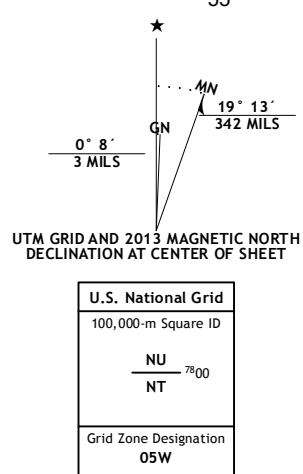 ★
MN
19° 13´
342 MILS
GN
0° 8´
3 MILS
UTM GRID AND 2013 MAGNETIC NORTH
DECLINATION AT CENTER OF SHEET
U.S. National Grid
100,000-m Square ID
NU
7800
NT
Grid Zone Designation
05W